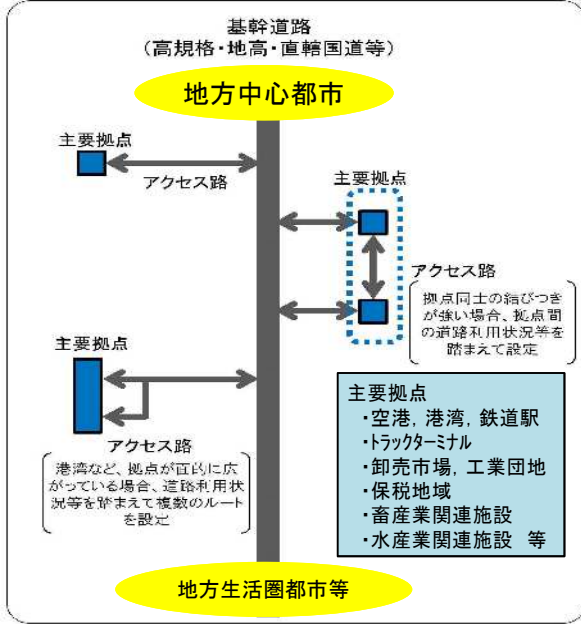 基幹道路
（高規格・地高・直轄国道等）
地方中心都市
主要拠点
アクセス路
主要拠点
アクセス路
拠点同士の結びつき
が強い場合、拠点間
の道路利用状況等を
踏まえて設定
主要拠点
アクセス路
港湾など、拠点が面的に広
がっている場合、道路利用状
況等を踏まえて複数のルート
を設定
主要拠点
・空港，港湾，鉄道駅
・トラックターミナル
・卸売市場，工業団地
・保税地域
・畜産業関連施設
・水産業関連施設　等
地方生活圏都市等